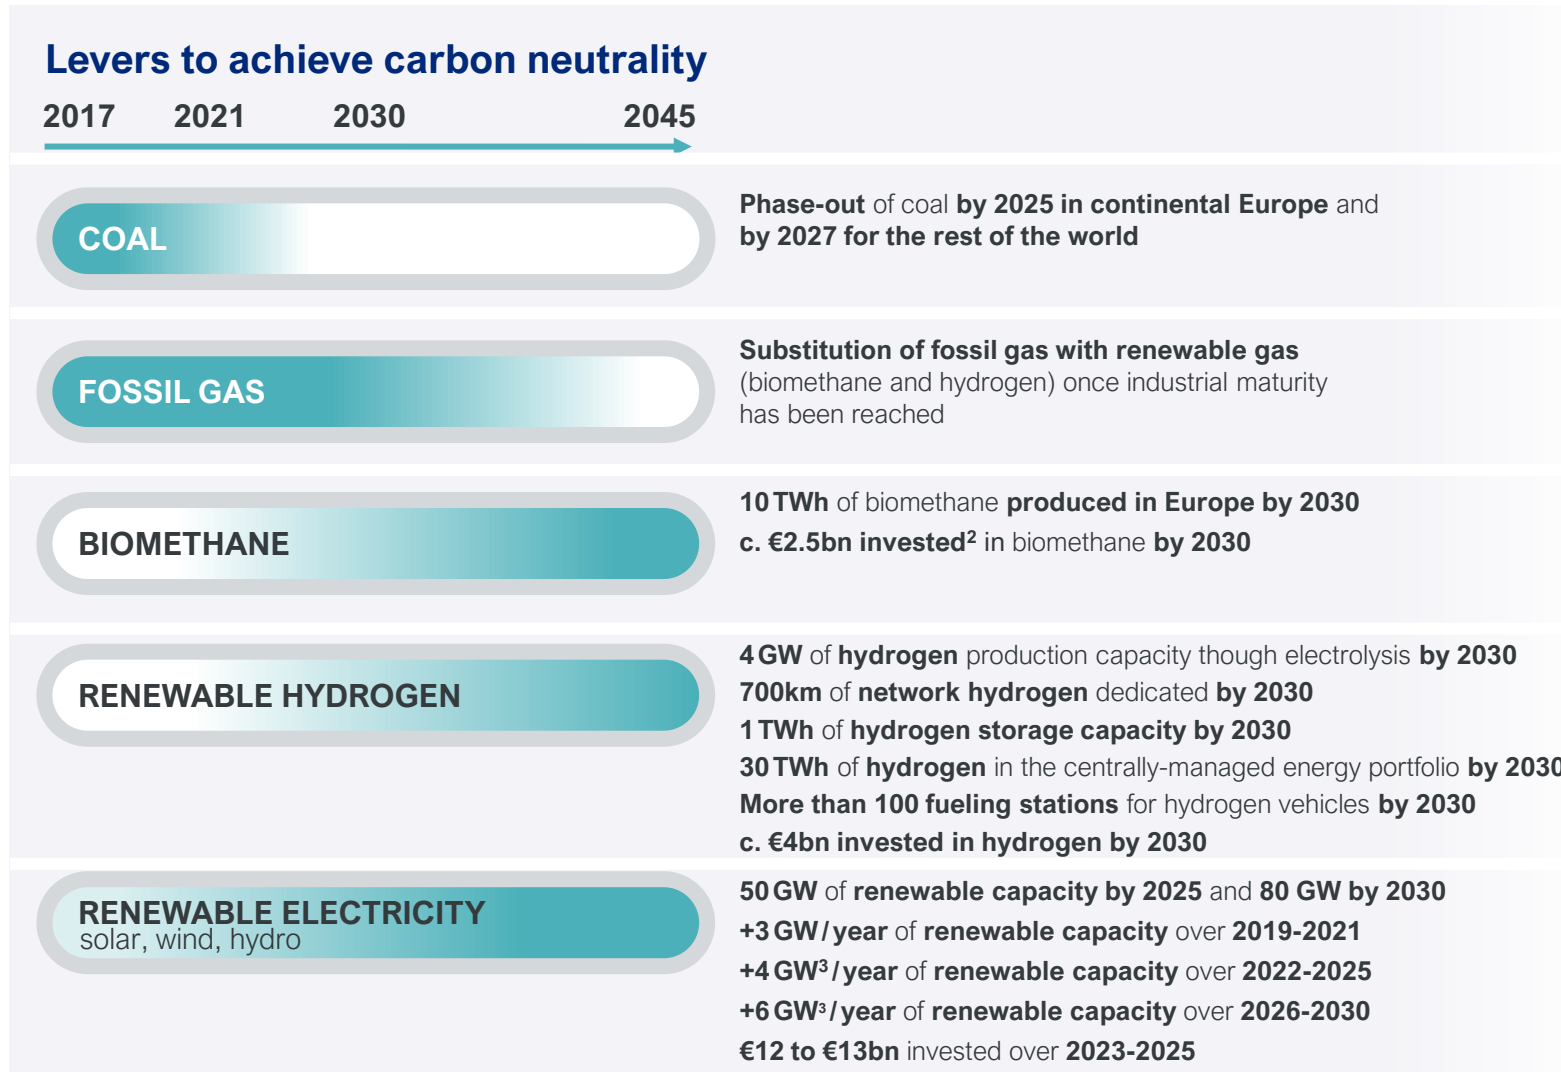 Levers to achieve carbon neutrality
2017 2021 2030 2045
COAL
Phase-out of coal by 2025 in continental Europe and
by 2027 for the rest of the world
FOSSIL GAS
Substitution of fossil gas with renewable gas
(biomethane and hydrogen) once industrial maturity
has been reached
BIOMETHANE
10 TWh of biomethane produced in Europe by 2030
c. €2.5bn invested² in biomethane by 2030
RENEWABLE HYDROGEN
4 GW of hydrogen production capacity though electrolysis by 2030
700km of network hydrogen dedicated by 2030
1 TWh of hydrogen storage capacity by 2030
30 TWh of hydrogen in the centrally-managed energy portfolio by 2030
More than 100 fueling stations for hydrogen vehicles by 2030
c. €4bn invested in hydrogen by 2030
RENEWABLE ELECTRICITY
solar, wind, hydro
50 GW of renewable capacity by 2025 and 80 GW by 2030
+3 GW/year of renewable capacity over 2019-2021
+4 GW³/year of renewable capacity over 2022-2025
+6 GW³/year of renewable capacity over 2026-2030
€12 to €13bn invested over 2023-2025